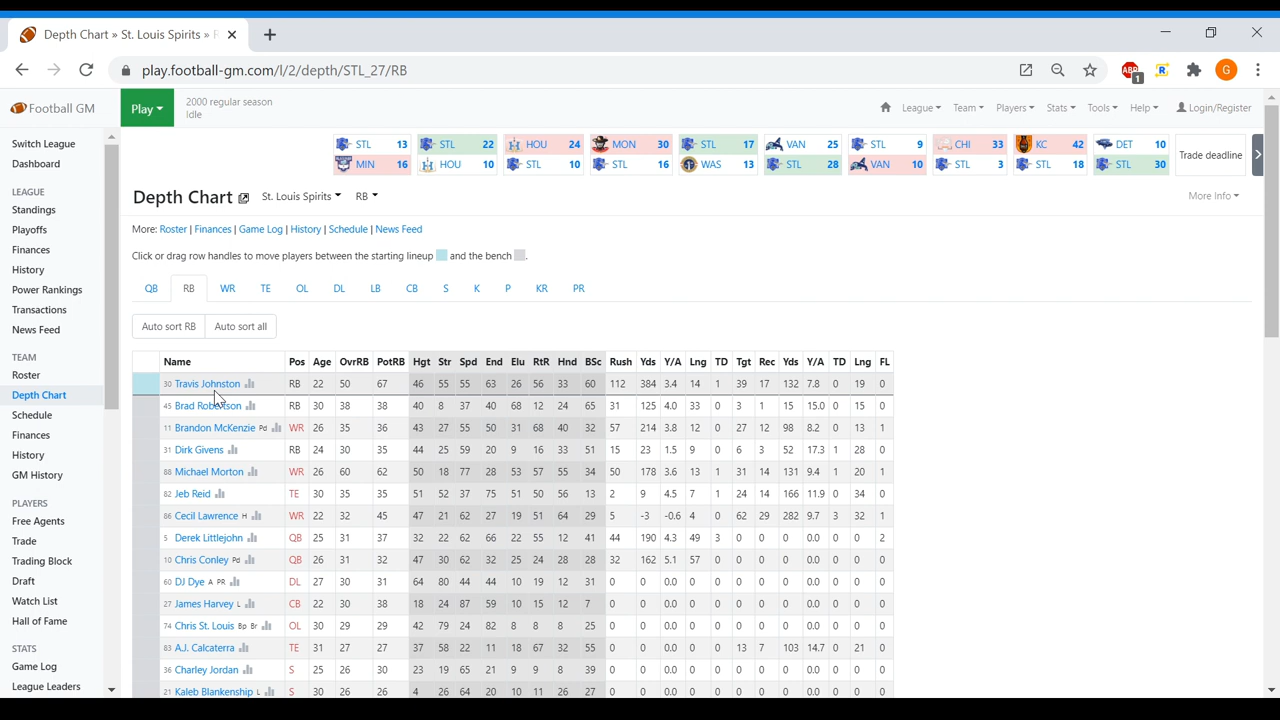 Depth Chart » St. Louis Spirits » R
play.football-gm.com/l/2/depth/STL_27/RB
ABP 1 R G
Football GM
Play
2000 regular season
Idle
League Team Players Stats Tools Help Login/Register
STL 13 STL 22 HOU 24 MON 30 STL 17 VAN 25 STL 9 CHI 33 KC 42 DET 10
MIN 16 HOU 10 STL 10 STL 16 WAS 13 STL 28 VAN 10 STL 3 STL 18 STL 30
Trade deadline
Switch League
Dashboard
LEAGUE
Standings
Playoffs
Finances
History
Power Rankings
Transactions
News Feed
TEAM
Roster
Depth Chart
Schedule
Finances
History
GM History
PLAYERS
Free Agents
Trade
Trading Block
Draft
Watch List
Hall of Fame
STATS
Game Log
League Leaders
Depth Chart St. Louis Spirits RB More Info
More: Roster | Finances | Game Log | History | Schedule | News Feed
Click or drag row handles to move players between the starting lineup and the bench .
QB RB WR TE OL DL LB CB S K P KR PR
Auto sort RB Auto sort all
Name Pos Age OvrRB PotRB Hgt Str Spd End Elu RtR Hnd BSc Rush Yds Y/A Lng TD Tgt Rec Yds Y/A TD Lng FL
30 Travis Johnston RB 22 50 67 46 55 55 63 26 56 33 60 112 384 3.4 14 1 39 17 132 7.8 0 19 0
45 Brad Robertson RB 30 38 38 40 8 37 40 68 12 24 65 31 125 4.0 33 0 3 1 15 15.0 0 15 0
11 Brandon McKenzie Pd WR 26 35 36 43 27 55 50 31 68 40 32 57 214 3.8 12 0 27 12 98 8.2 0 13 1
31 Dirk Givens RB 24 30 35 44 25 59 20 9 16 33 51 15 23 1.5 9 0 6 3 52 17.3 1 28 0
88 Michael Morton WR 26 60 62 50 18 77 28 53 57 55 34 50 178 3.6 13 1 31 14 131 9.4 1 20 1
82 Jeb Reid TE 30 35 35 51 52 37 75 51 50 56 13 2 9 4.5 7 1 24 14 166 11.9 0 34 0
86 Cecil Lawrence H WR 22 32 45 47 21 62 27 19 51 64 29 5 -3 -0.6 4 0 62 29 282 9.7 3 32 1
5 Derek Littlejohn QB 25 31 37 32 22 62 66 22 55 12 41 44 190 4.3 49 3 0 0 0 0.0 0 0 2
10 Chris Conley Pd QB 26 31 32 47 30 62 32 25 24 28 28 32 162 5.1 57 0 0 0 0 0.0 0 0 0
60 DJ Dye A PR DL 27 30 31 64 80 44 44 10 19 12 31 0 0 0.0 0 0 0 0 0 0.0 0 0 0
27 James Harvey L CB 22 30 38 18 24 87 59 10 15 12 7 0 0 0.0 0 0 0 0 0 0.0 0 0 0
74 Chris St. Louis Bp Br OL 30 29 29 42 79 24 82 8 8 8 25 0 0 0.0 0 0 0 0 0 0.0 0 0 0
83 A.J. Calcaterra TE 31 27 27 37 58 22 11 18 67 32 55 0 0 0.0 0 0 13 7 103 14.7 0 21 0
36 Charley Jordan S 25 26 30 23 19 65 21 9 9 8 39 0 0 0.0 0 0 0 0 0 0.0 0 0 0
21 Kaleb Blankenship L S 30 26 26 4 26 64 20 10 11 26 27 0 0 0.0 0 0 0 0 0 0.0 0 0 0